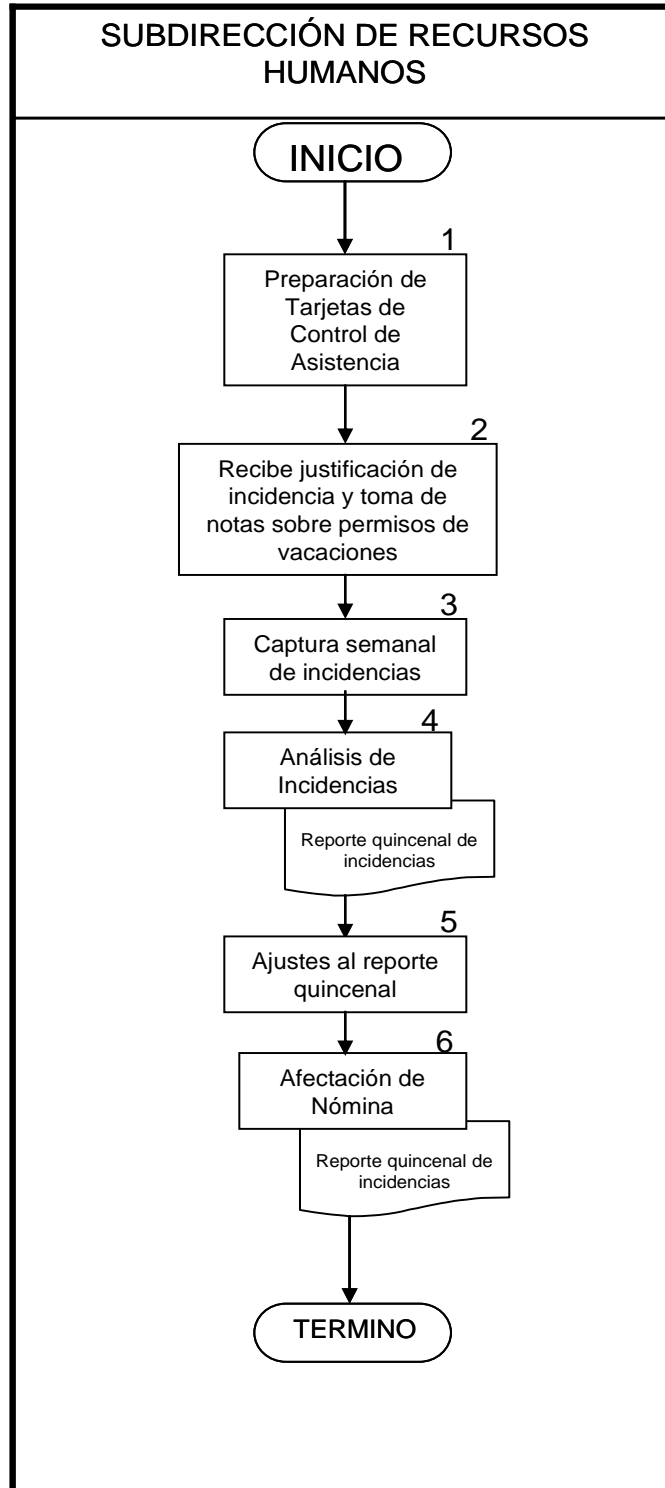 SUBDIRECCIÓN DE RECURSOS
HUMANOS
INICIO
1
Preparación de
Tarjetas de
Control de
Asistencia
2
Recibe justificación de
incidencia y toma de
notas sobre permisos de
vacaciones
3
Captura semanal
de incidencias
4
Análisis de
Incidencias
Reporte quincenal de
incidencias
5
Ajustes al reporte
quincenal
6
Afectación de
Nómina
Reporte quincenal de
incidencias
TERMINO